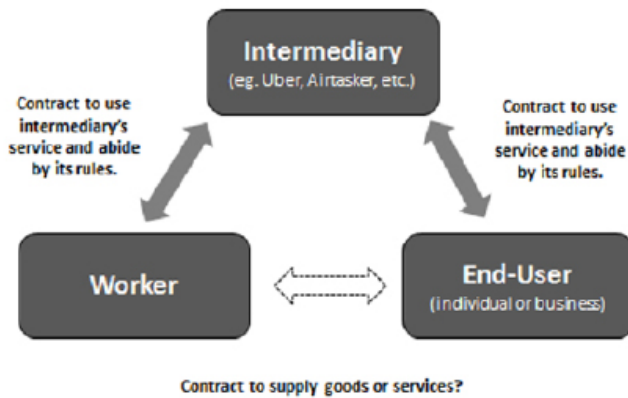 Intermediary
(eg. Uber, Airtasker, etc.)
Contract to use
intermediary's
service and abide
by its rules.
Contract to use
intermediary's
service and abide
by its rules.
Worker
End-User
(individual or business)
Contract to supply goods or services?